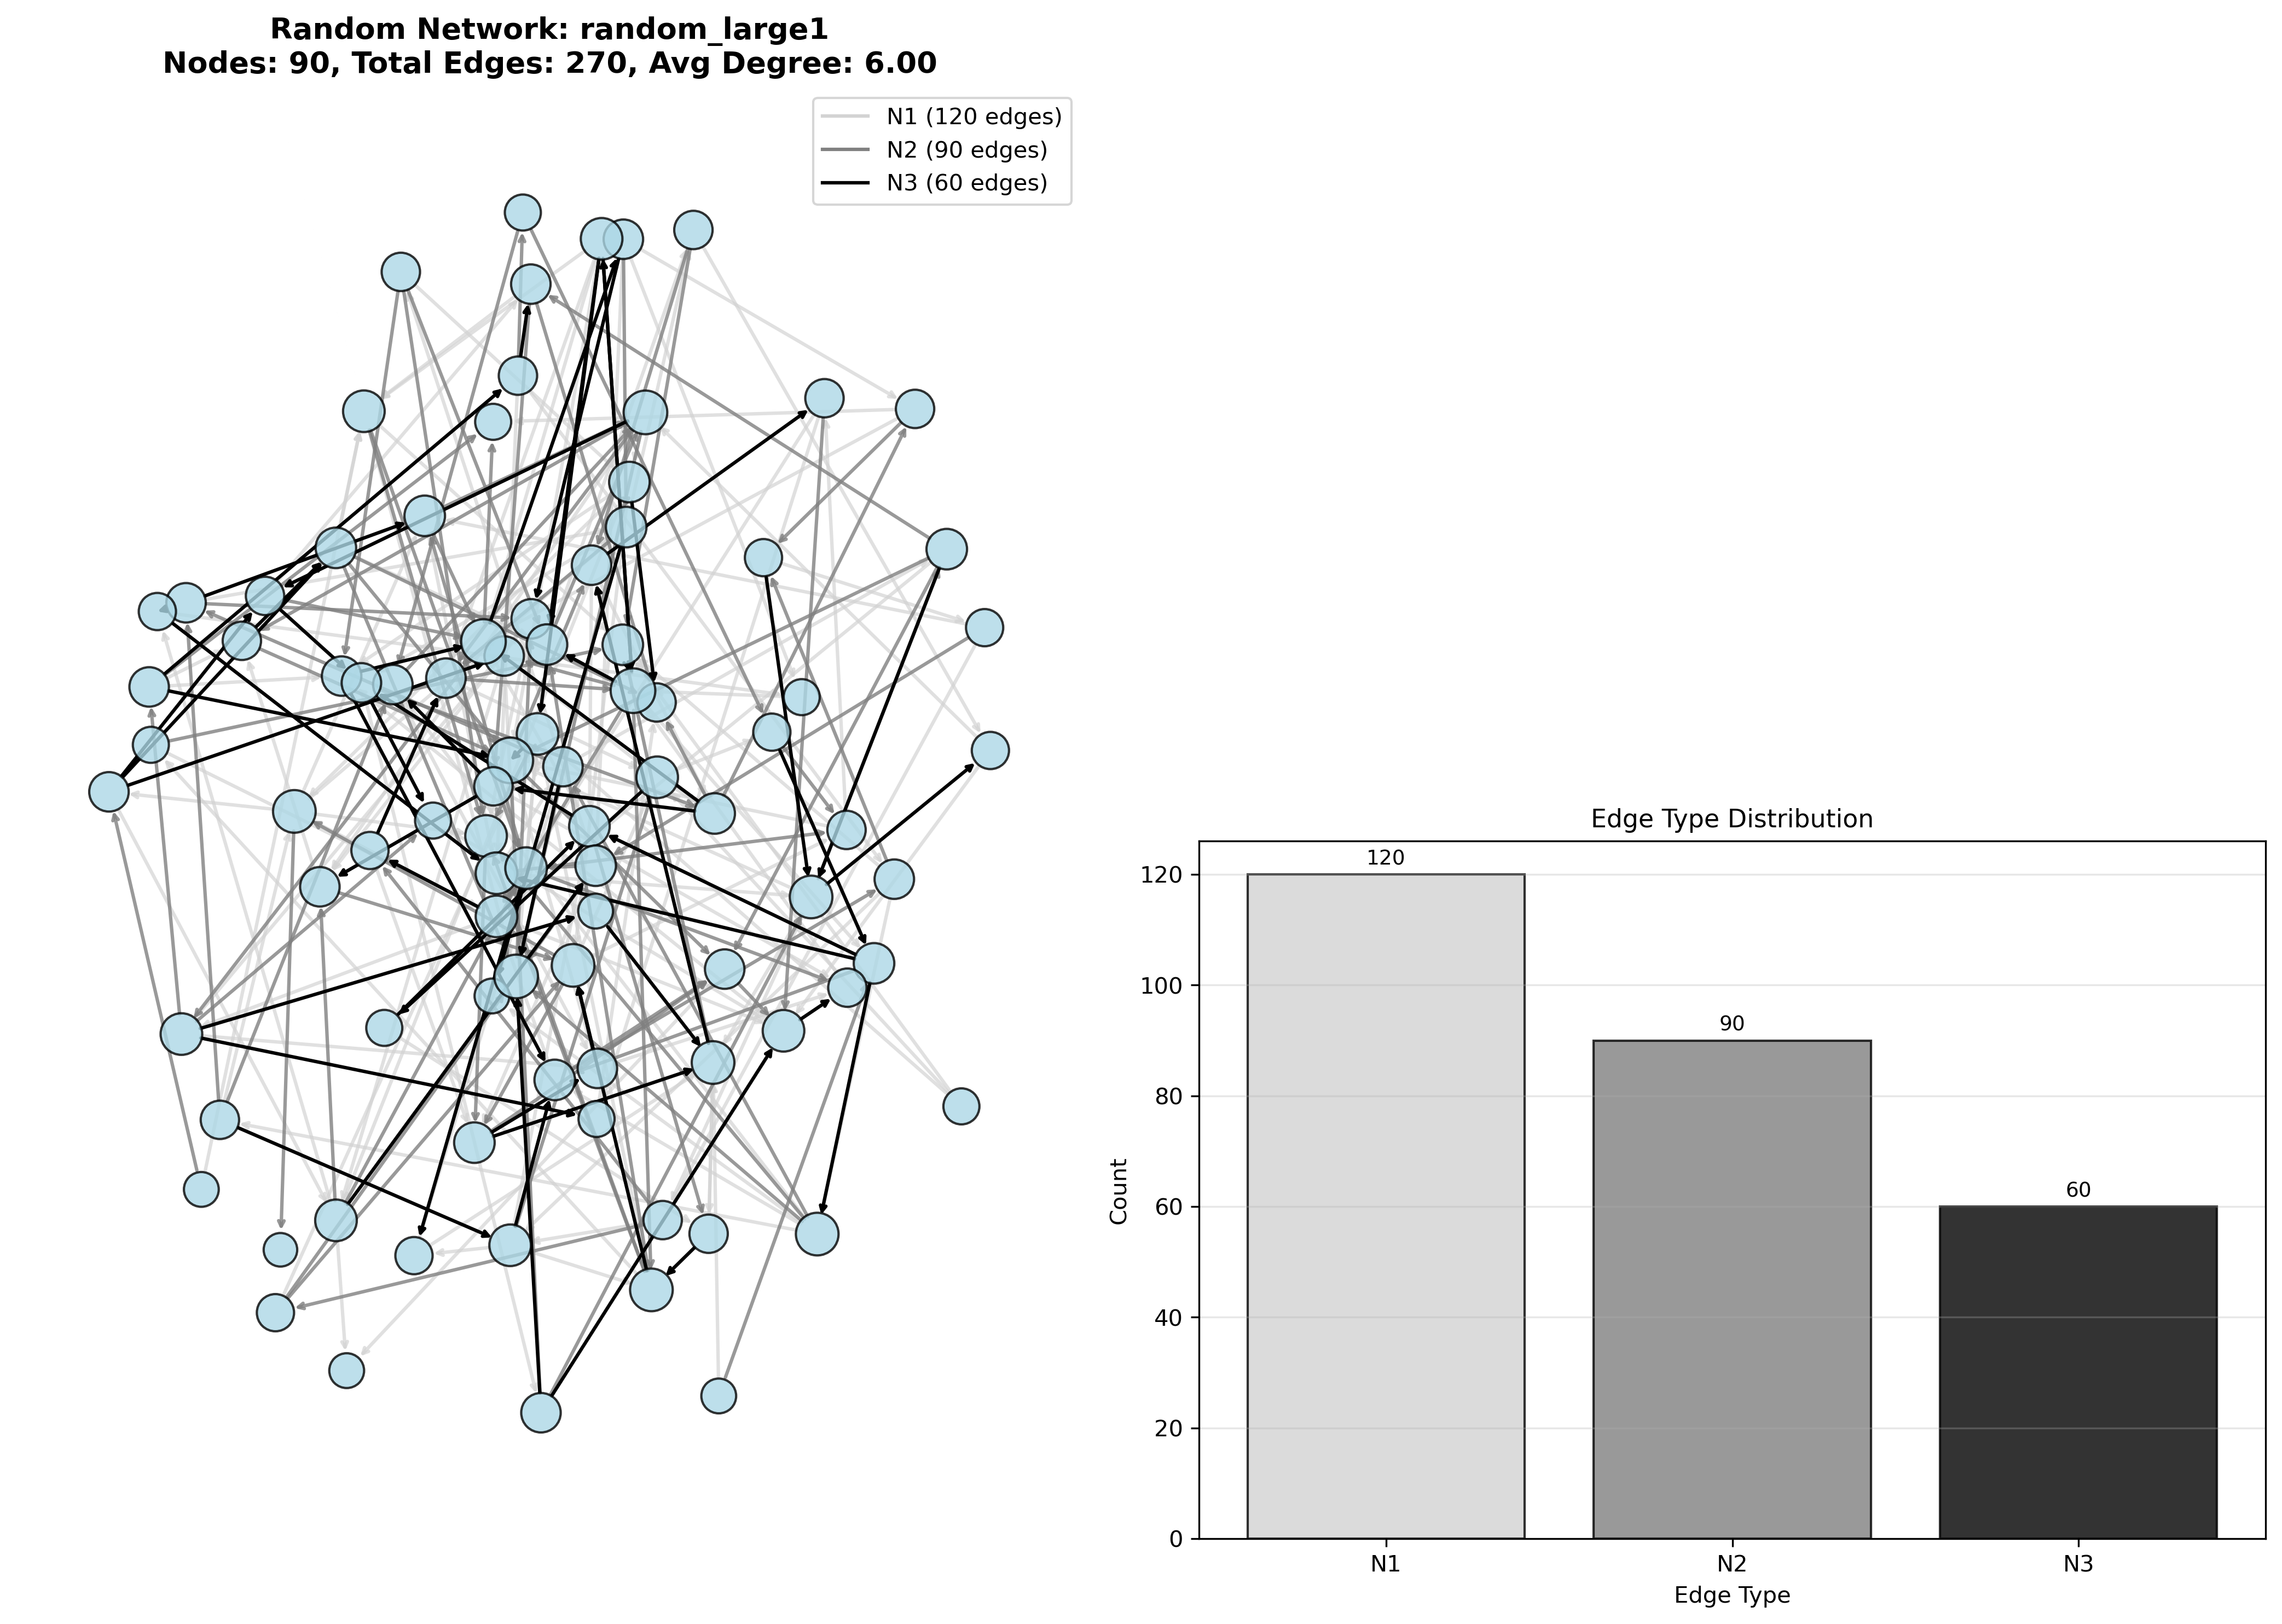 Random Network: random_large1
Nodes: 90, Total Edges: 270, Avg Degree: 6.00
N1 (120 edges)
N2 (90 edges)
N3 (60 edges)
Edge Type Distribution
120
90
60
120
100
80
60
40
20
0
Count
N1
N2
N3
Edge Type